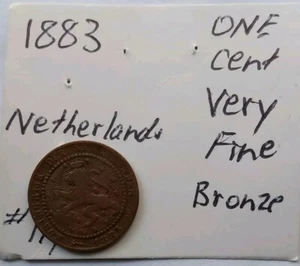 1883
ONE
Cent
Very
Fine
Bronze
Netherlands